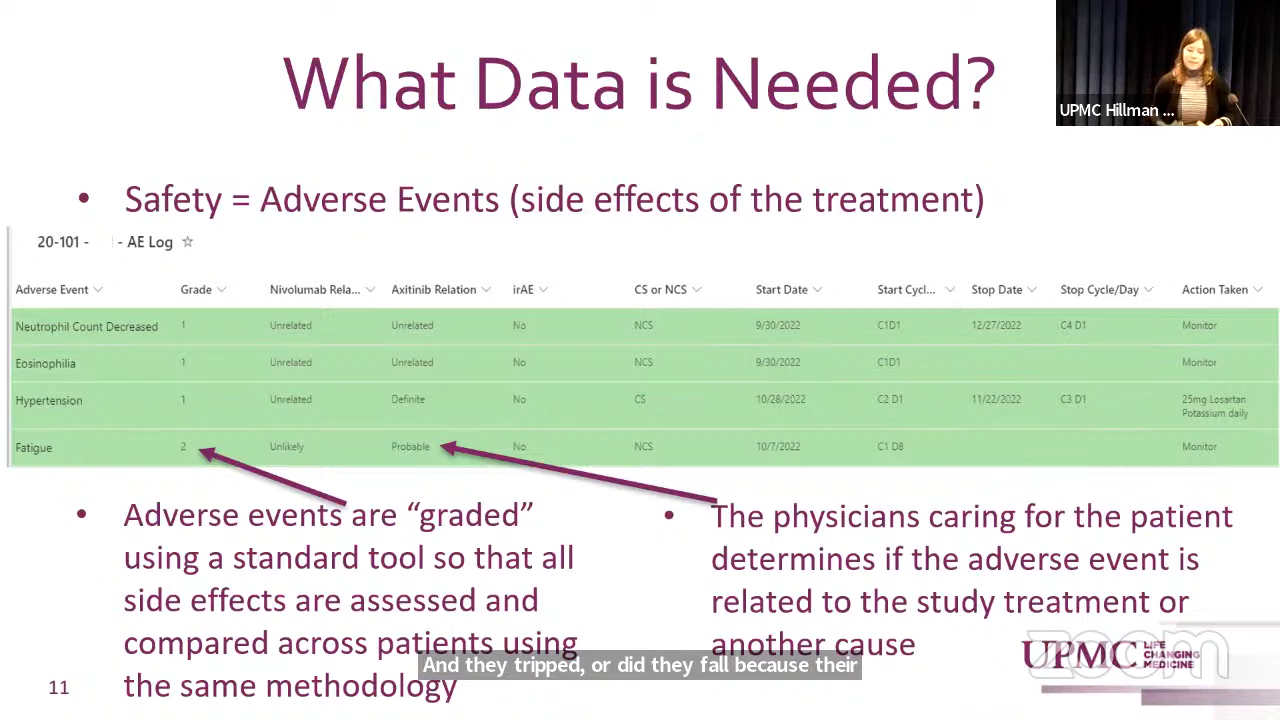 What Data is Needed?
UPMC Hillman ...
• Safety = Adverse Events (side effects of the treatment)
20-101 - - AE Log ☆
Adverse Event Grade Nivolumab Rela... Axitinib Relation irAE CS or NCS Start Date Start Cycl... Stop Date Stop Cycle/Day Action Taken
Neutrophil Count Decreased 1 Unrelated Unrelated No NCS 9/30/2022 C1D1 12/27/2022 C4 D1 Monitor
Eosinophilia 1 Unrelated Unrelated No NCS 9/30/2022 C1D1 Monitor
Hypertension 1 Unrelated Definite No CS 10/28/2022 C2 D1 11/22/2022 C3 D1 25mg Losartan
Potassium daily
Fatigue 2 Unlikely Probable No NCS 10/7/2022 C1 D8 Monitor
• Adverse events are “graded”
using a standard tool so that all
side effects are assessed and
compared across patients using
the same methodology
• The physicians caring for the patient
determines if the adverse event is
related to the study treatment or
another cause
And they tripped, or did they fall because their
UPMC LIFE
CHANGING
MEDICINE
zoom
11